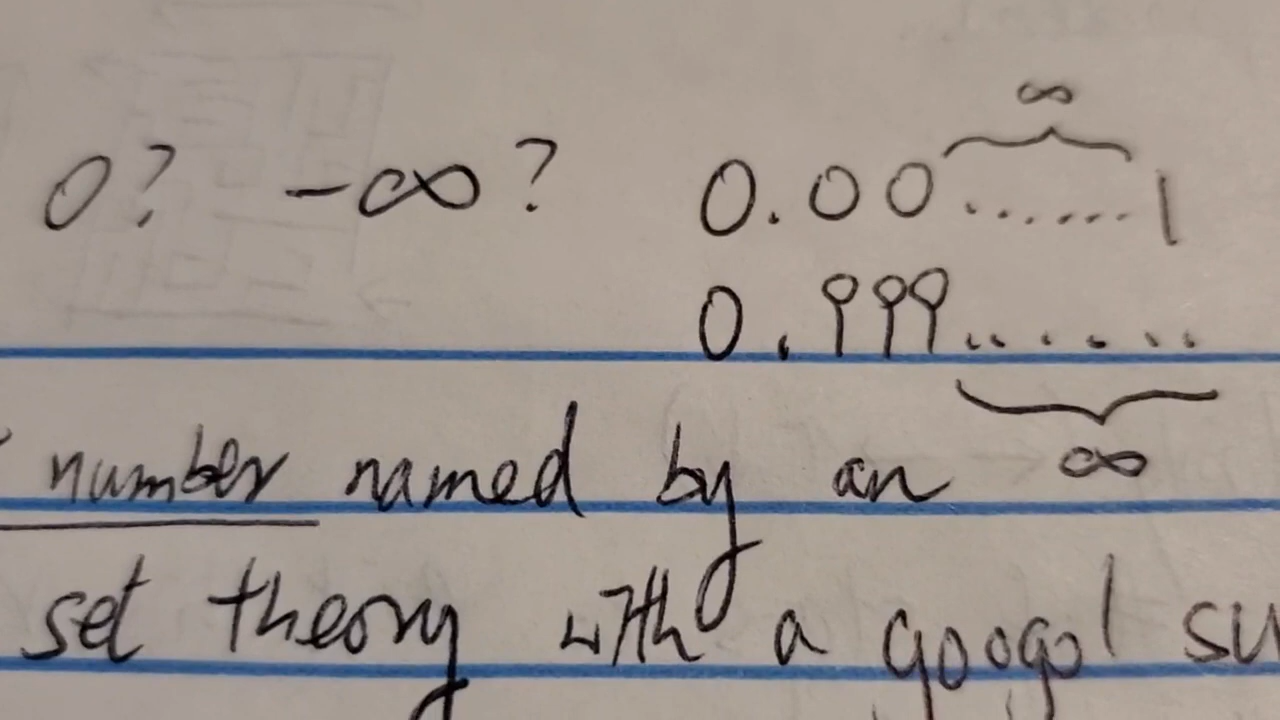 ∞
0? -∞? 0.00......1
0.999......
∞
number named by an
set theory with a googol su